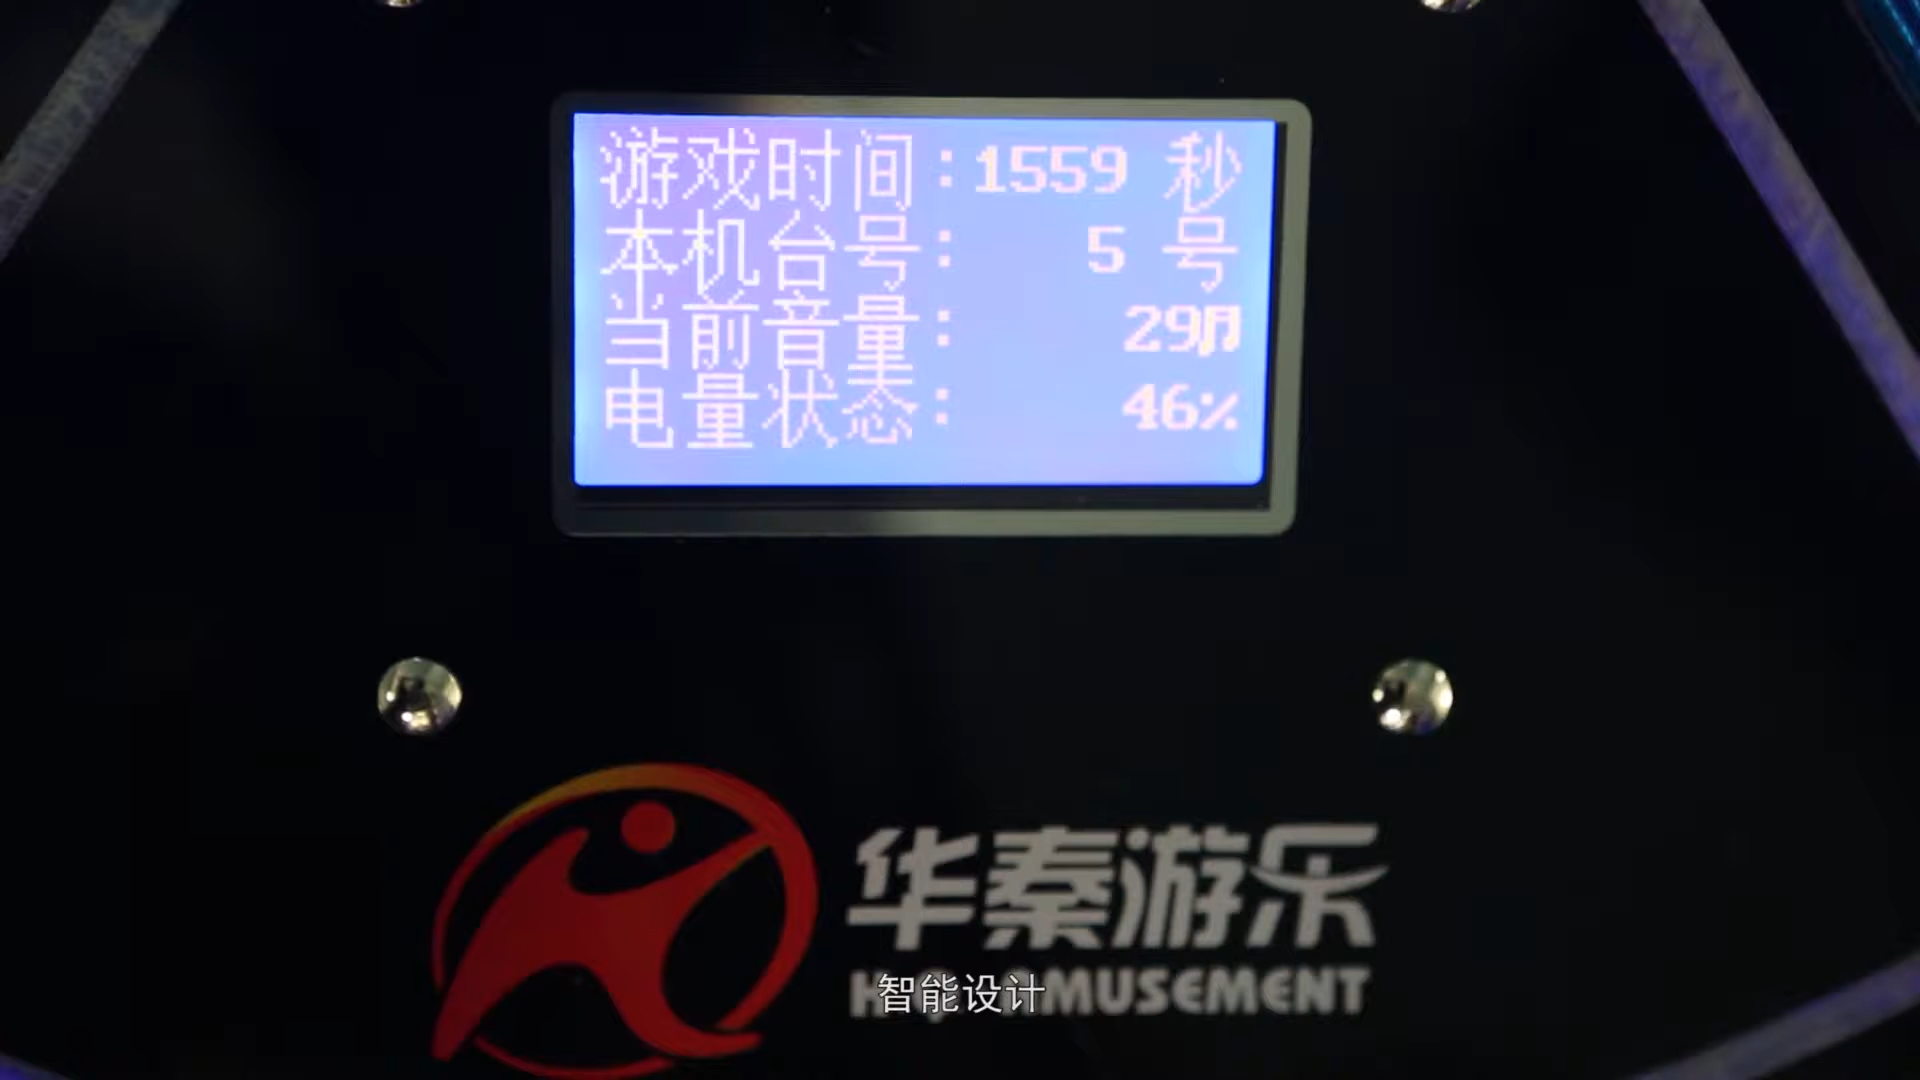 游戏时间：1559 秒
本机台号： 5 号
当前音量： 29
电量状态： 46%
华秦游乐
AMUSEMENT
智能设计